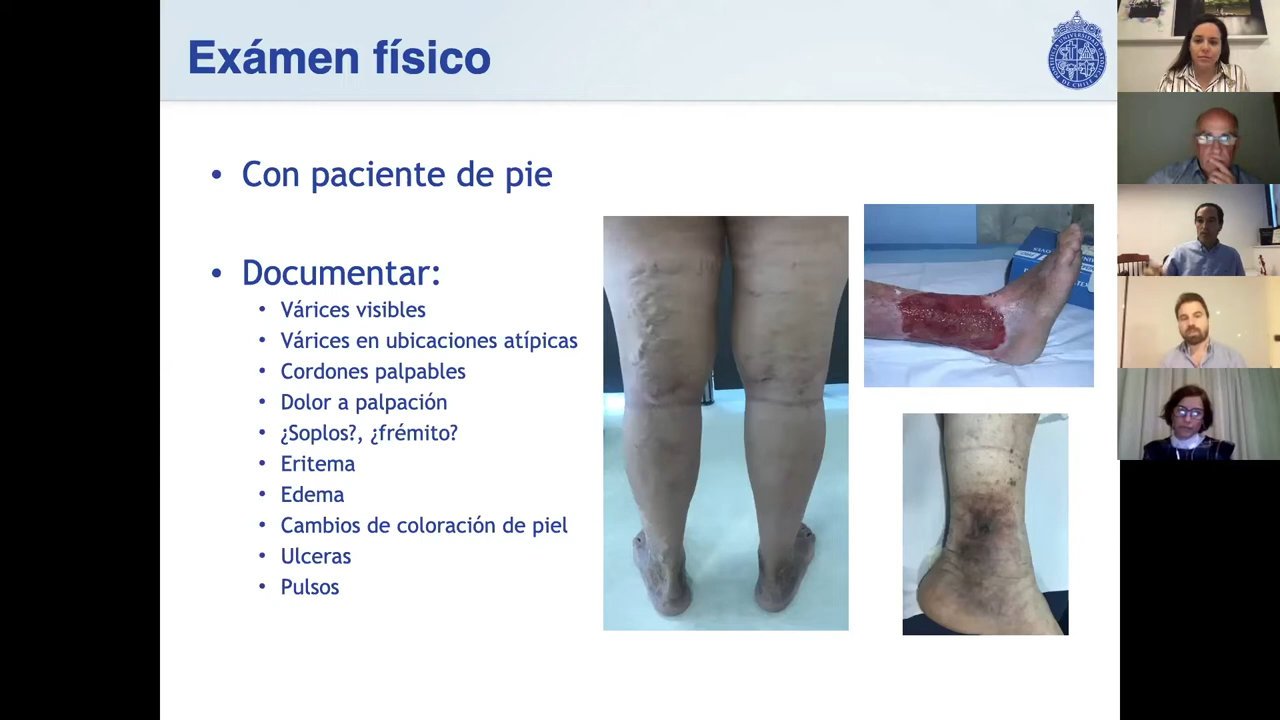 Exámen físico
• Con paciente de pie
• Documentar:
• Várices visibles
• Várices en ubicaciones atípicas
• Cordones palpables
• Dolor a palpación
• ¿Soplos?, ¿frémito?
• Eritema
• Edema
• Cambios de coloración de piel
• Ulceras
• Pulsos